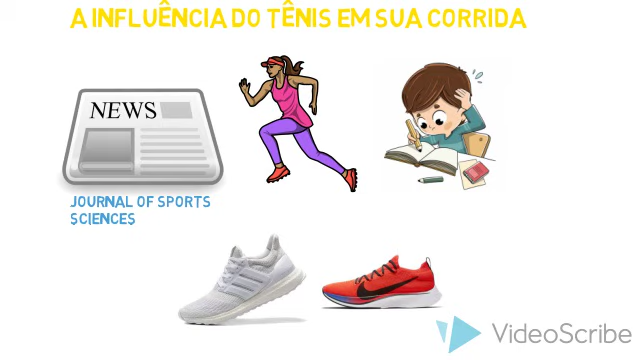 A INFLUÊNCIA DO TÊNIS EM SUA CORRIDA
NEWS
JOURNAL OF SPORTS
SCIENCES
VideoScribe